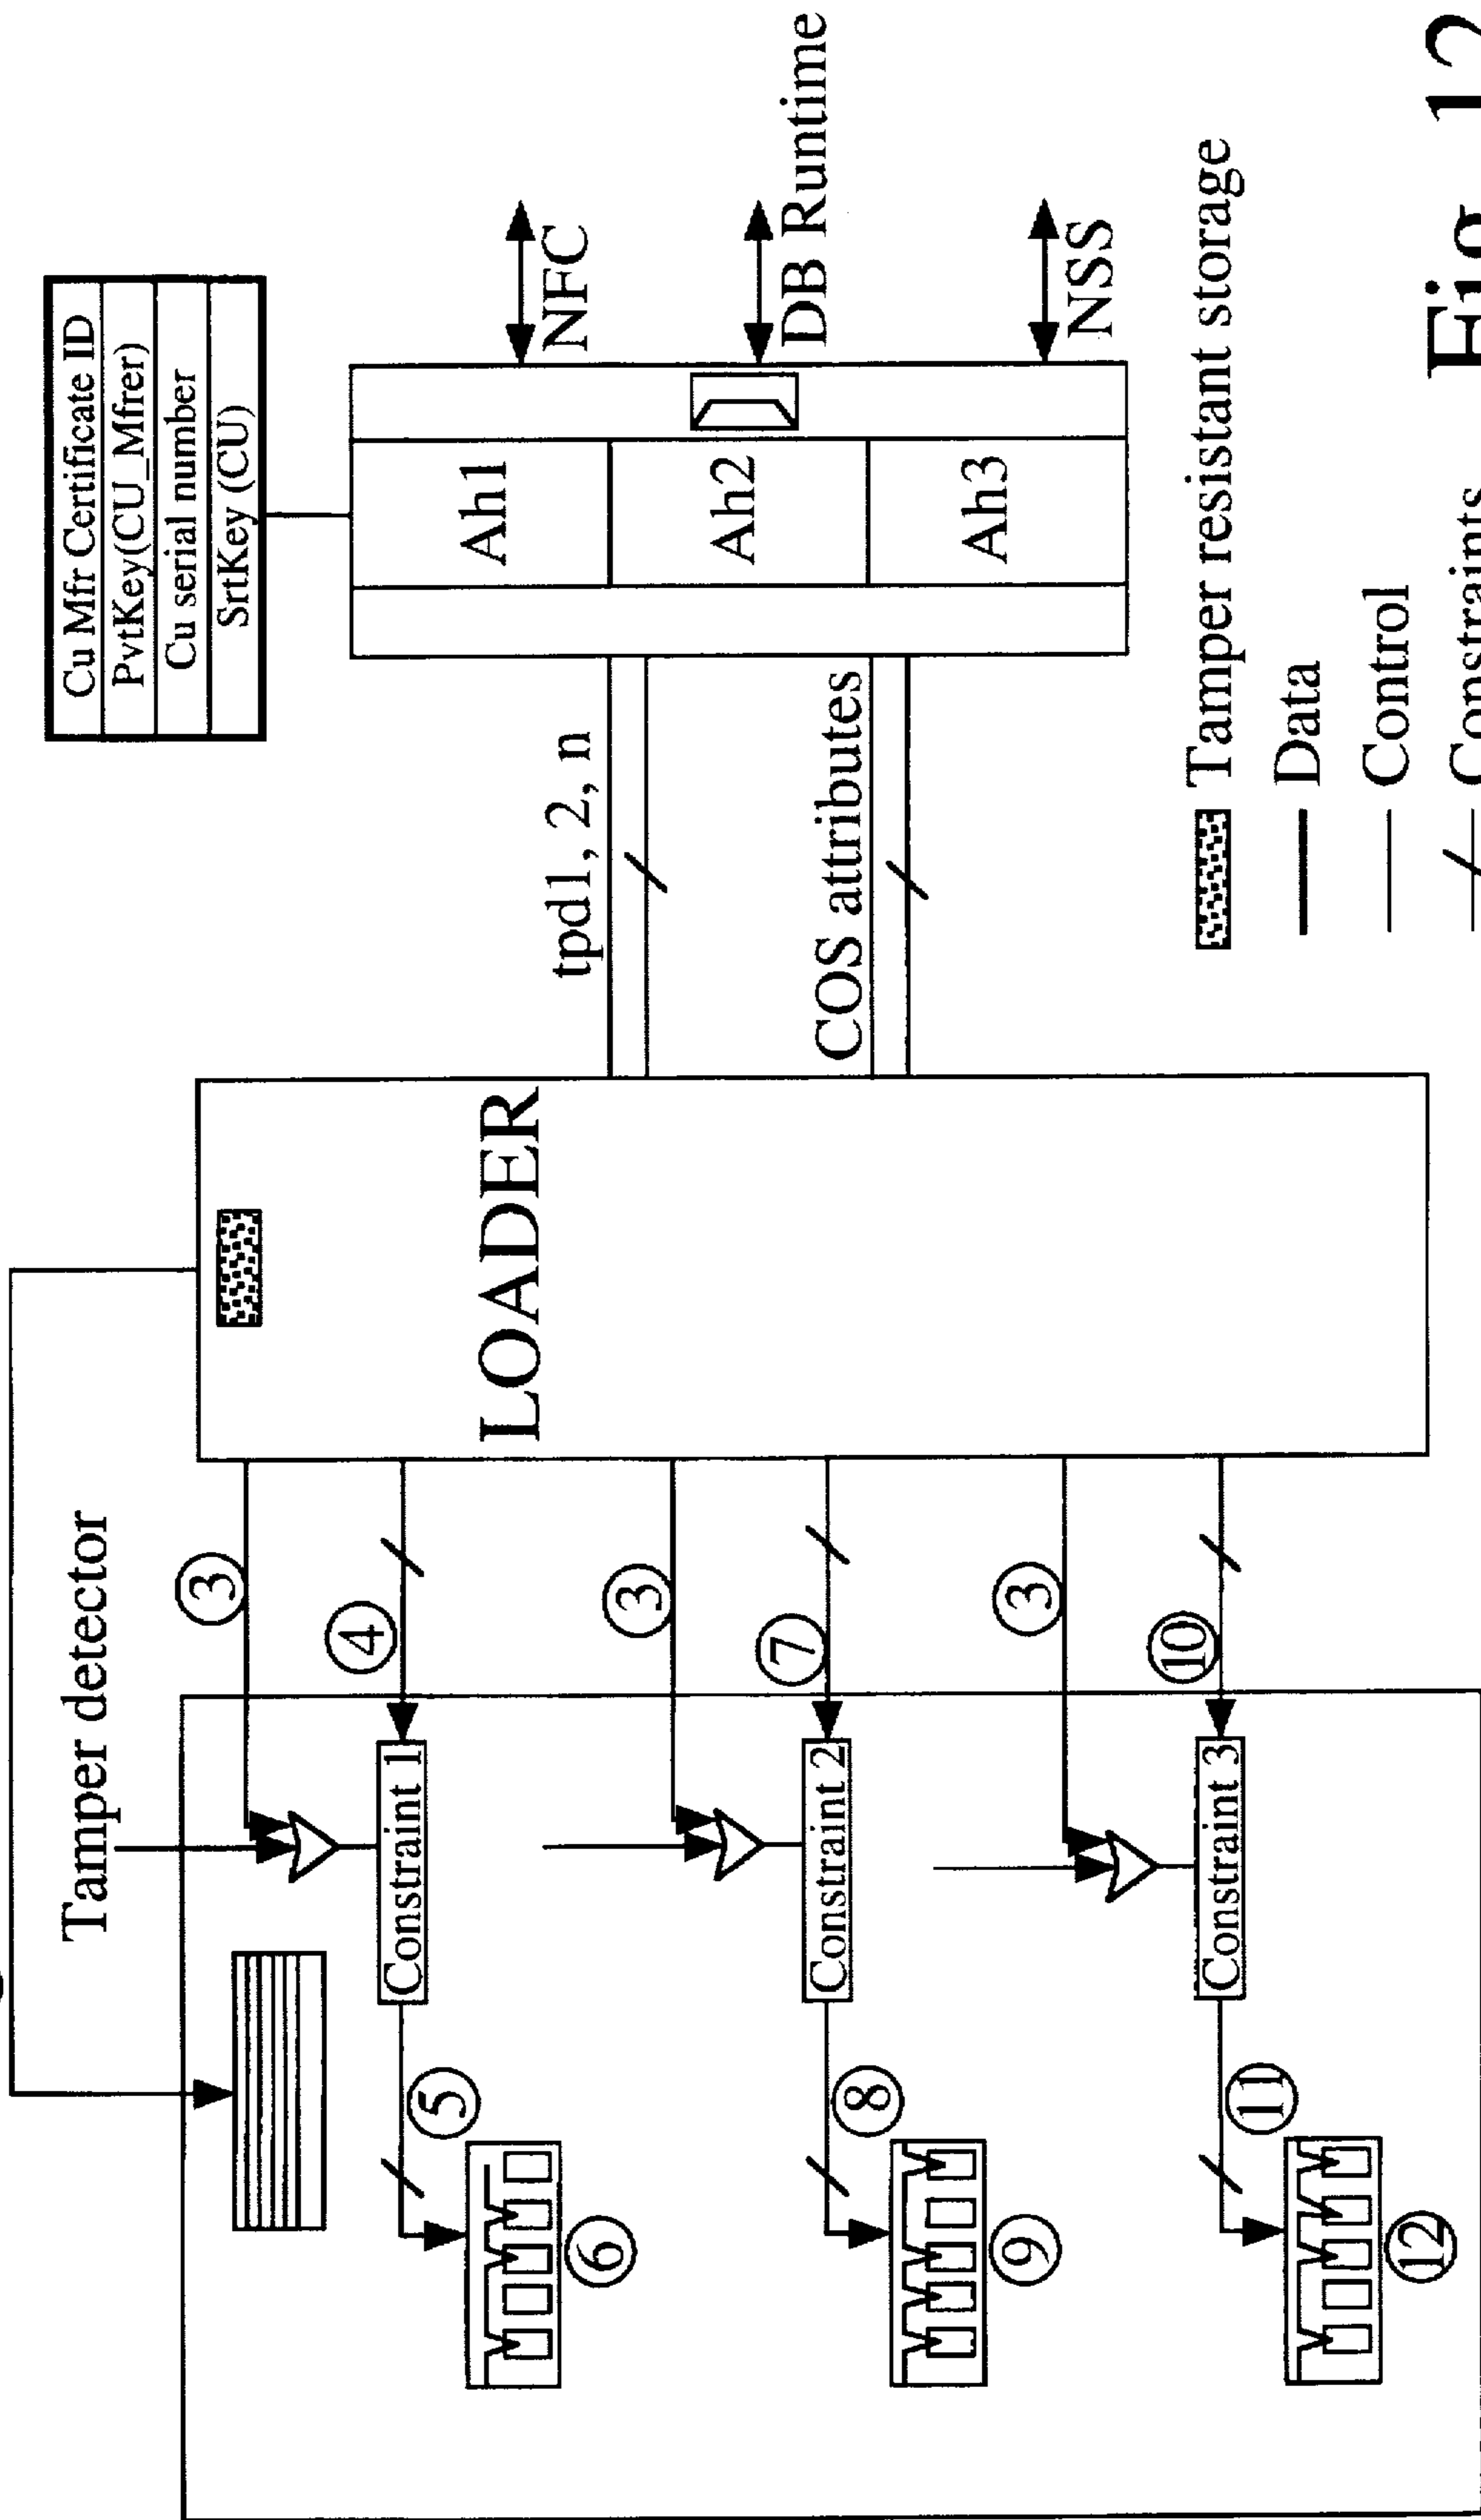 Tamper detector
Cu Mfr Certificate ID
PvtKey(CU_Mfrer)
Cu serial number
SrtKey (CU)
3
4
Constraint 1
5
6
3
7
Constraint 2
8
9
3
10
Constraint 3
11
12
LOADER
tpd1, 2, n
COS attributes
Ah1
Ah2
Ah3
NFC
DB Runtime
NSS
Tamper resistant storage
Data
Control
Constraints
Fig. 12